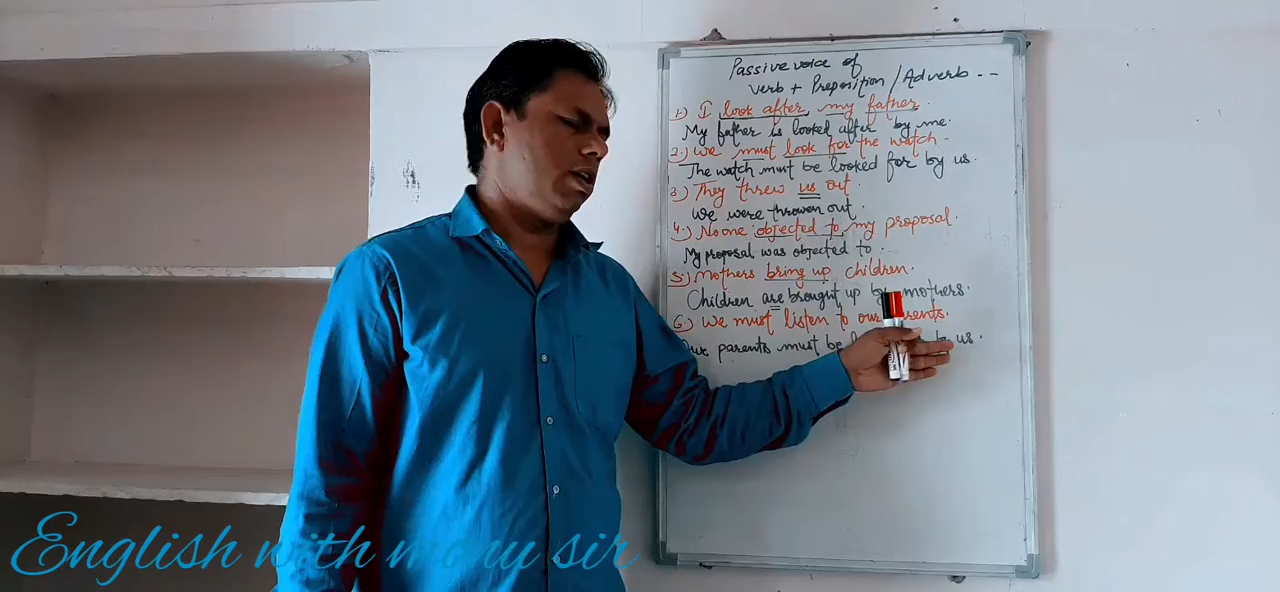 Passive voice of
verb + Preposition / Adverb --
1.) I look after my father.
My father is looked after by me.
2.) We must look for the watch-
The watch must be looked for by us.
3) They threw us out.
We were throwen out.
4.) No one objected to my proposal.
My proposal was objected to.
5.) Mothers bring up children.
Children are brought up by mothers.
6.) We must listen to our
Our parents must be to us.
English with sir